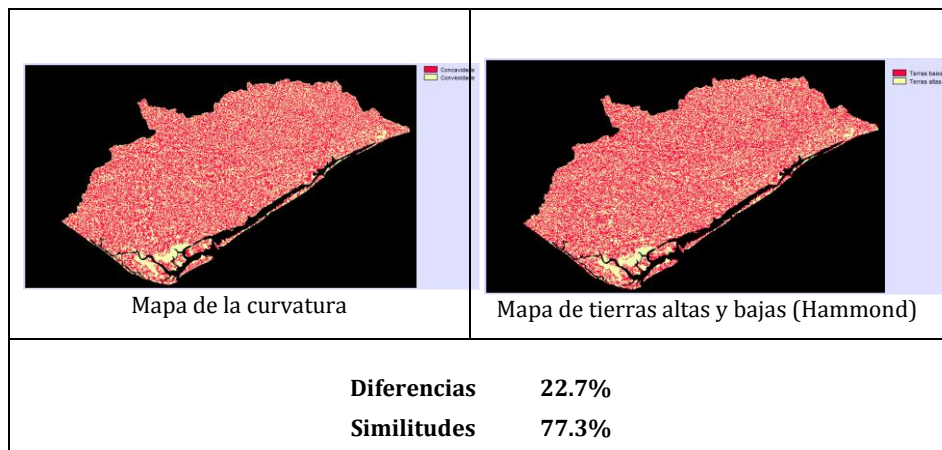 Concavidade
Convexidade
Mapa de la curvatura
Terras baixas
Terras altas
Mapa de tierras altas y bajas (Hammond)
Diferencias 22.7%
Similitudes 77.3%